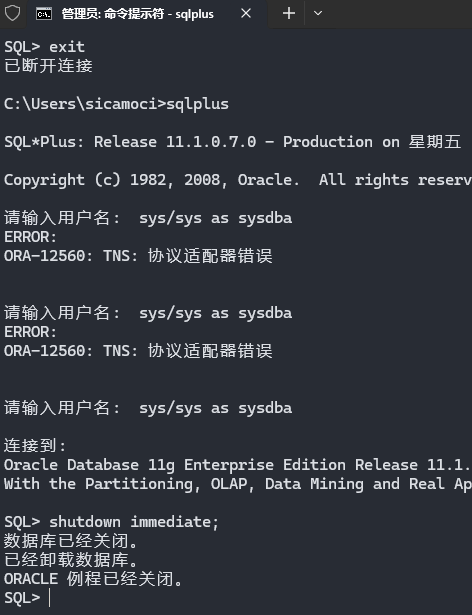 管理员: 命令提示符 - sqlplus
SQL> exit
已断开连接
C:\Users\sicamoci>sqlplus
SQL*Plus: Release 11.1.0.7.0 - Production on 星期五
Copyright (c) 1982, 2008, Oracle.  All rights reserv
请输入用户名:  sys/sys as sysdba
ERROR:
ORA-12560: TNS: 协议适配器错误
请输入用户名:  sys/sys as sysdba
ERROR:
ORA-12560: TNS: 协议适配器错误
请输入用户名:  sys/sys as sysdba
连接到:
Oracle Database 11g Enterprise Edition Release 11.1.
With the Partitioning, OLAP, Data Mining and Real Ap
SQL> shutdown immediate;
数据库已经关闭。
已经卸载数据库。
ORACLE 例程已经关闭。
SQL>